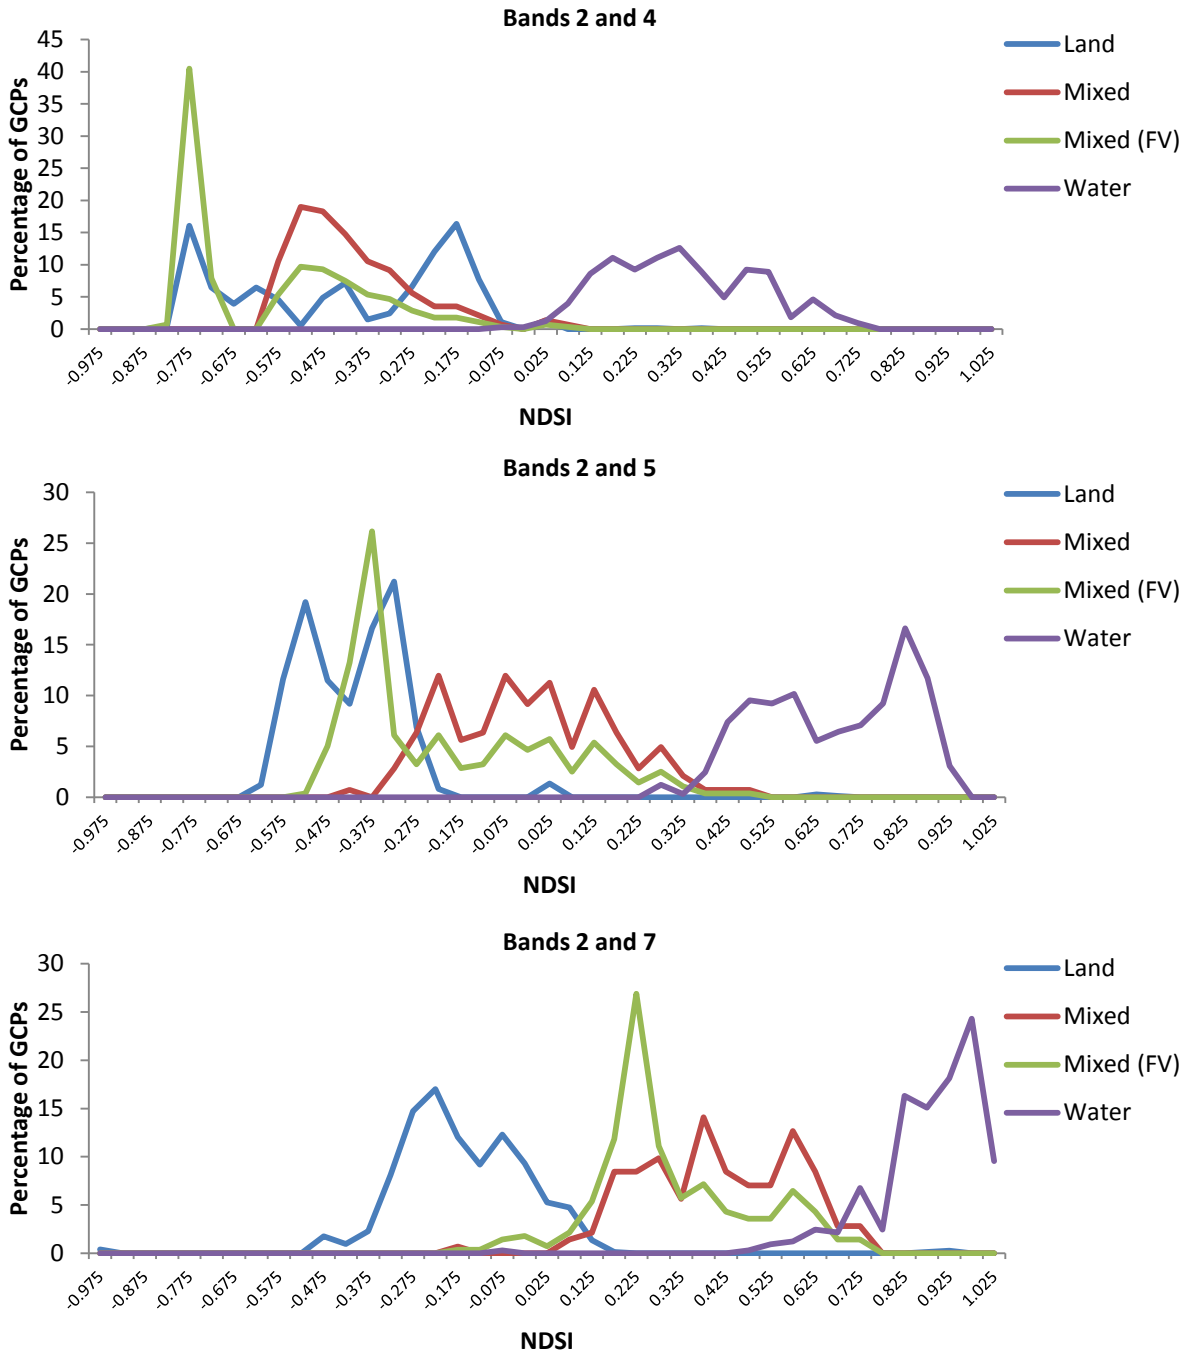 Bands 2 and 4
45
40
35
30
25
20
15
10
5
0
Percentage of GCPs
-0.975 -0.875 -0.775 -0.675 -0.575 -0.475 -0.375 -0.275 -0.175 -0.075 0.025 0.125 0.225 0.325 0.425 0.525 0.625 0.725 0.825 0.925 1.025
NDSI
Land
Mixed
Mixed (FV)
Water
Bands 2 and 5
30
25
20
15
10
5
0
Percentage of GCPs
-0.975 -0.875 -0.775 -0.675 -0.575 -0.475 -0.375 -0.275 -0.175 -0.075 0.025 0.125 0.225 0.325 0.425 0.525 0.625 0.725 0.825 0.925 1.025
NDSI
Land
Mixed
Mixed (FV)
Water
Bands 2 and 7
30
25
20
15
10
5
0
Percentage of GCPs
-0.975 -0.875 -0.775 -0.675 -0.575 -0.475 -0.375 -0.275 -0.175 -0.075 0.025 0.125 0.225 0.325 0.425 0.525 0.625 0.725 0.825 0.925 1.025
NDSI
Land
Mixed
Mixed (FV)
Water